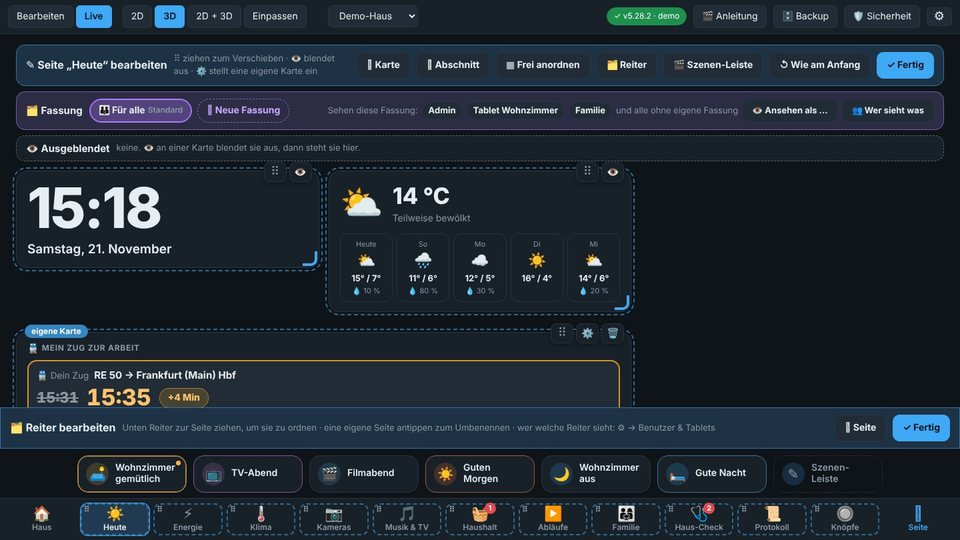 Bearbeiten Live 2D 3D 2D + 3D Einpassen Demo-Haus ✓ v5.28.2 · demo Anleitung Backup Sicherheit
✎ Seite „Heute“ bearbeiten
⠿ ziehen zum Verschieben · 👁 blendet
aus · ⚙️ stellt eine eigene Karte ein
Karte Abschnitt Frei anordnen Reiter Szenen-Leiste Wie am Anfang ✓ Fertig
Fassung Für alle Standard Neue Fassung Sehen diese Fassung: Admin Tablet Wohnzimmer Familie und alle ohne eigene Fassung Ansehen als … Wer sieht was
Ausgeblendet keine. 👁 an einer Karte blendet sie aus, dann steht sie hier.
15:18
Samstag, 21. November
14 °C
Teilweise bewölkt
Heute So Mo Di Mi
15° / 7° 11° / 6° 12° / 5° 16° / 4° 14° / 6°
10 % 80 % 30 % 20 %
eigene Karte
MEIN ZUG ZUR ARBEIT
Dein Zug RE 50 → Frankfurt (Main) Hbf
15:31 15:35 +4 Min
Reiter bearbeiten Unten Reiter zur Seite ziehen, um sie zu ordnen · eine eigene Seite antippen zum Umbenennen · wer welche Reiter sieht: ⚙ → Benutzer & Tablets Seite ✓ Fertig
Wohnzimmer
gemütlich
TV-Abend
Filmabend
Guten
Morgen
Wohnzimmer
aus
Gute Nacht
Szenen-
Leiste
1 2
Haus Heute Energie Klima Kameras Musik & TV Haushalt Abläufe Familie Haus-Check Protokoll Knöpfe Seite